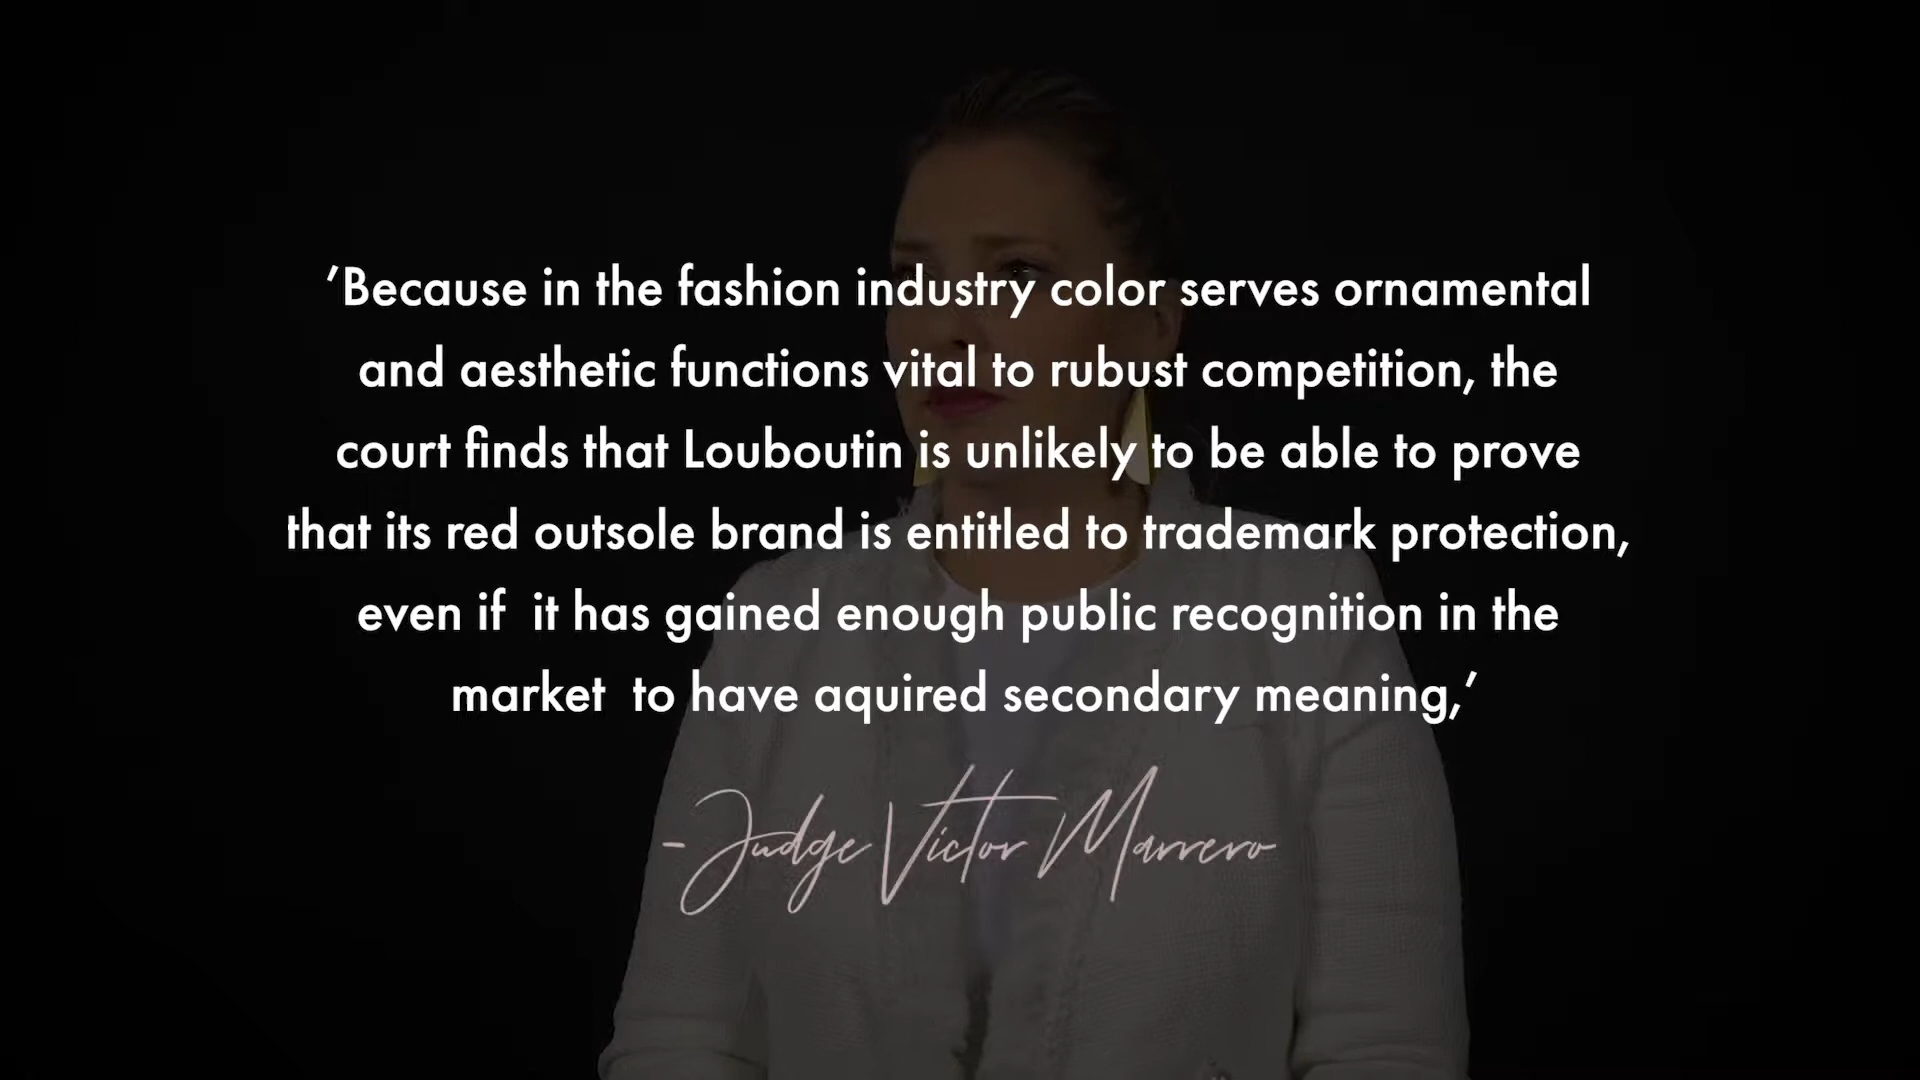 ‘Because in the fashion industry color serves ornamental
and aesthetic functions vital to rubust competition, the
court finds that Louboutin is unlikely to be able to prove
that its red outsole brand is entitled to trademark protection,
even if  it has gained enough public recognition in the
market  to have aquired secondary meaning,’
- Judge Victor Marrero